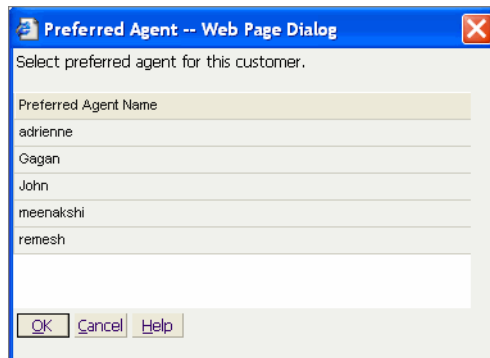 Preferred Agent -- Web Page Dialog
Select preferred agent for this customer.
Preferred Agent Name
adrienne
Gagan
John
meenakshi
remesh
OK Cancel Help